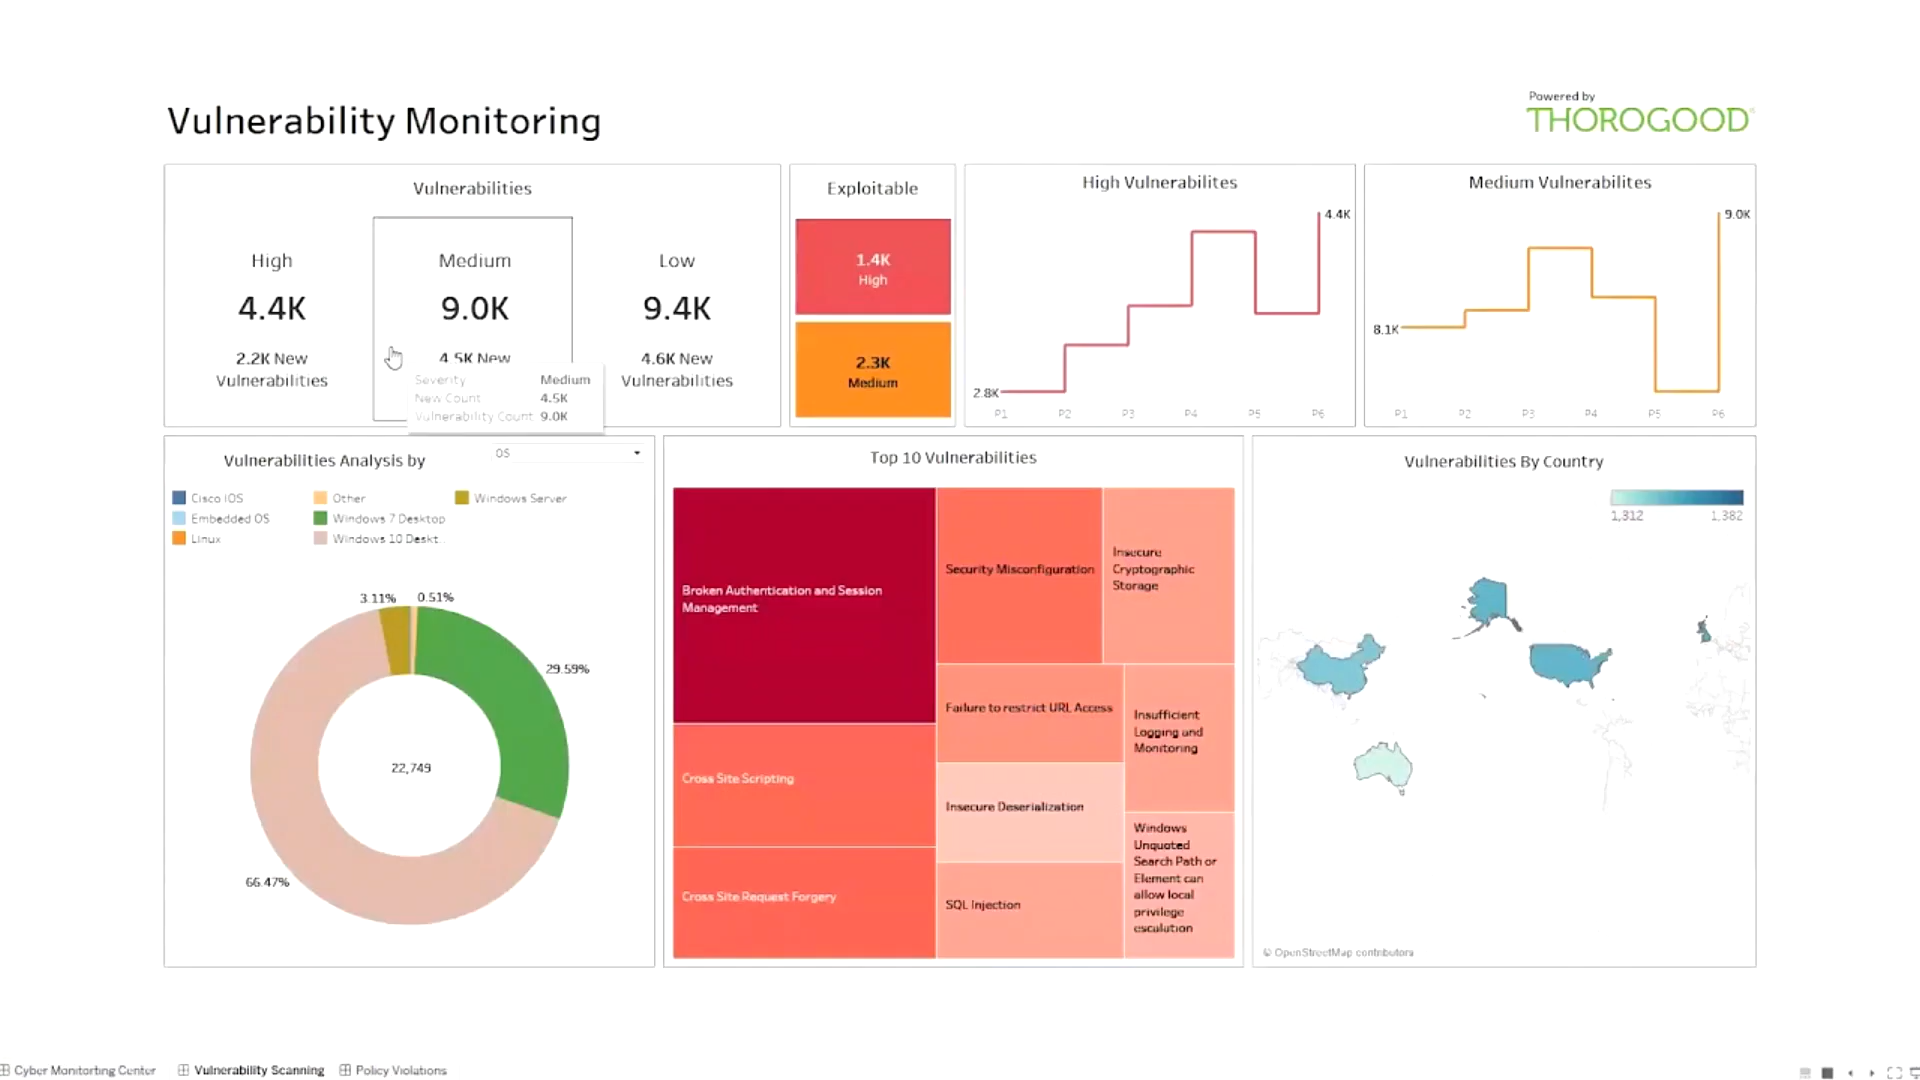 Powered by
THOROGOOD
Vulnerability Monitoring
Vulnerabilities
High
4.4K
2.2K New
Vulnerabilities
Medium
9.0K
4.5K New
Severity Medium
New Count 4.5K
Vulnerability Count 9.0K
Low
9.4K
4.6K New
Vulnerabilities
Exploitable
1.4K
High
2.3K
Medium
High Vulnerabilites
4.4K
2.8K
P1 P2 P3 P4 P5 P6
Medium Vulnerabilites
9.0K
8.1K
P1 P2 P3 P4 P5 P6
Vulnerabilities Analysis by
OS
Cisco IOS
Other
Windows Server
Embedded OS
Windows 7 Desktop
Linux
Windows 10 Deskt..
3.11%
0.51%
29.59%
22,749
66.47%
Top 10 Vulnerabilities
Broken Authentication and Session
Management
Cross Site Scripting
Cross Site Request Forgery
Security Misconfiguration
Insecure
Cryptographic
Storage
Failure to restrict URL Access
Insufficient
Logging and
Monitoring
Insecure Deserialization
SQL Injection
Windows
Unquoted
Search Path or
Element can
allow local
privilege
escalution
Vulnerabilities By Country
1,312 1,382
© OpenStreetMap contributors
Cyber Monitorting Center
Vulnerability Scanning
Policy Violations